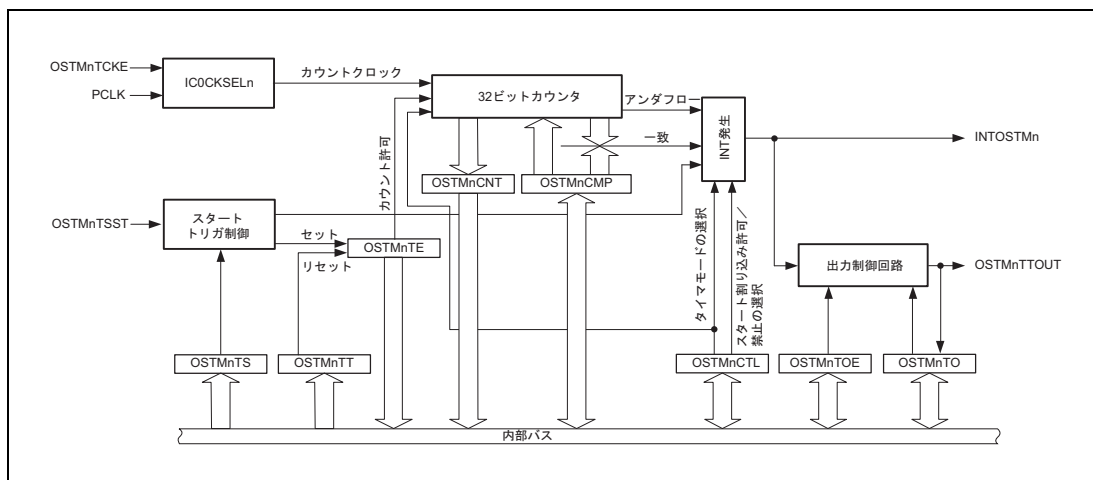 OSTMnTCKE
PCLK
IC0CKSELn
カウントクロック
32ビットカウンタ
アンダフロー
一致
INT発生
INTOSTMn
カウント許可
OSTMnCNT
OSTMnCMP
OSTMnTSST
スタート
トリガ制御
セット
リセット
OSTMnTE
タイマモードの選択
スタート割り込み許可／
禁止の選択
出力制御回路
OSTMnTTOUT
OSTMnTS
OSTMnTT
OSTMnCTL
OSTMnTOE
OSTMnTO
内部バス